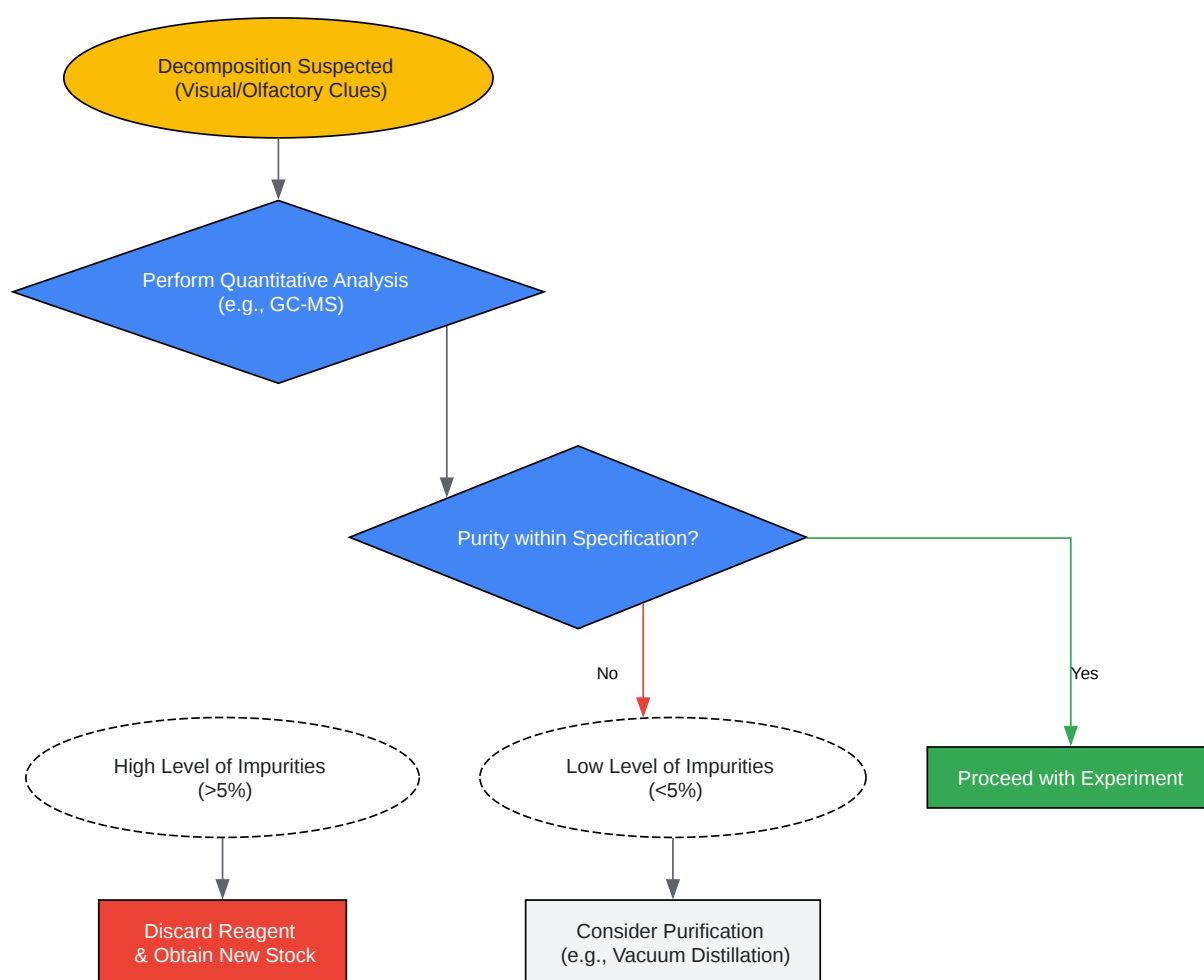 Decomposition Suspected
(Visual/Olfactory Clues)
Perform Quantitative Analysis
(e.g., GC-MS)
Purity within Specification?
No
Yes
High Level of Impurities
(>5%)
Low Level of Impurities
(<5%)
Proceed with Experiment
Discard Reagent
& Obtain New Stock
Consider Purification
(e.g., Vacuum Distillation)